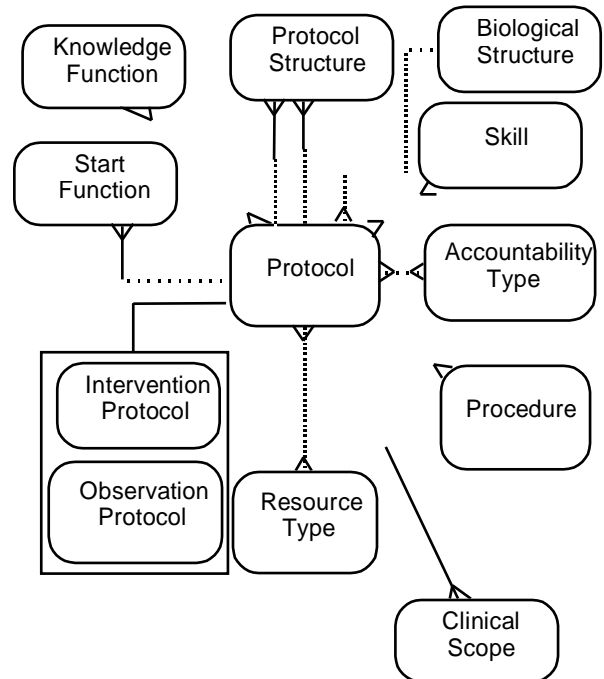 Knowledge
Function
Protocol
Structure
Biological
Structure
Start
Function
Skill
Protocol
Accountability
Type
Intervention
Protocol
Procedure
Observation
Protocol
Resource
Type
Clinical
Scope